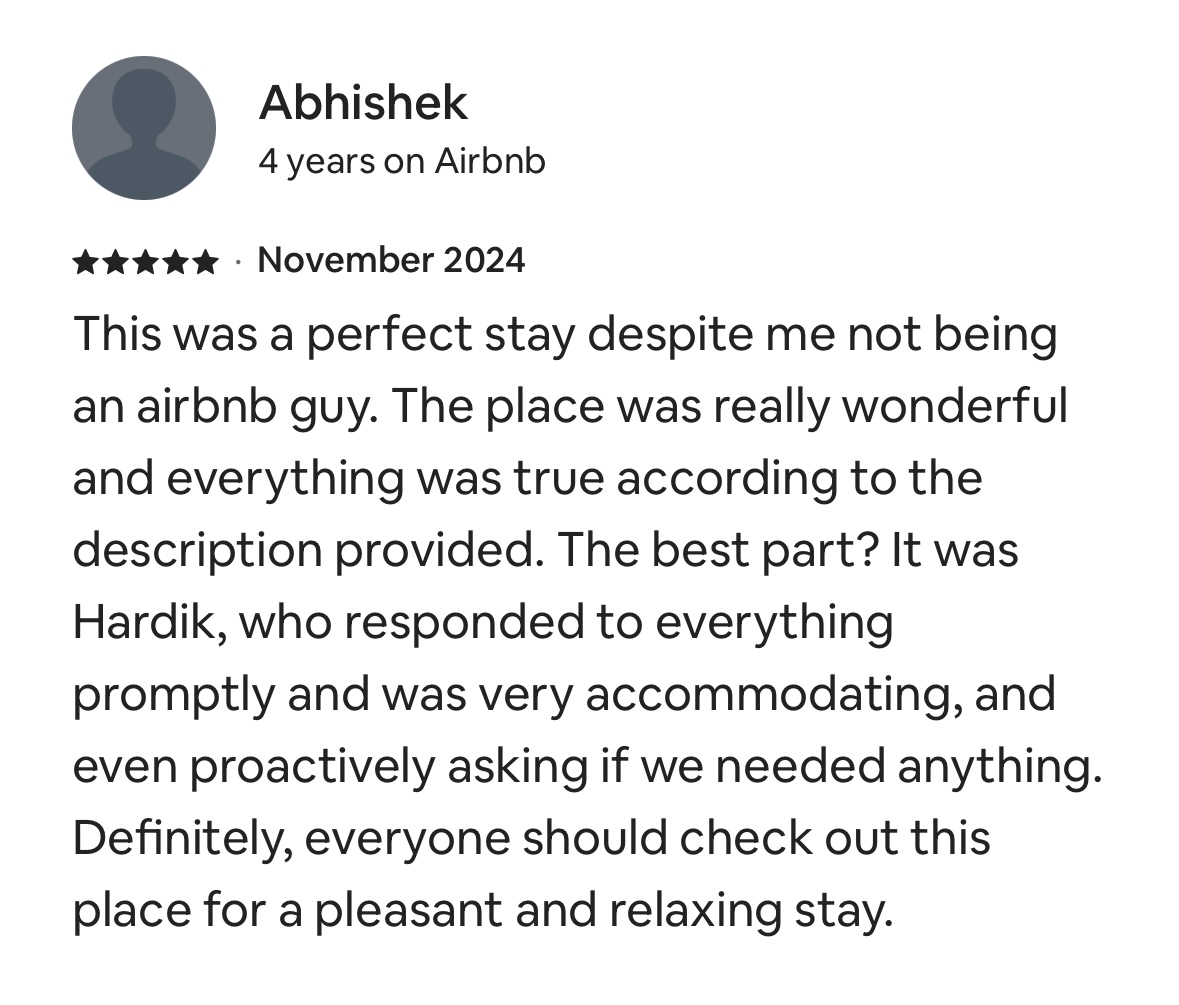 Abhishek
4 years on Airbnb
★★★★★ · November 2024
This was a perfect stay despite me not being
an airbnb guy. The place was really wonderful
and everything was true according to the
description provided. The best part? It was
Hardik, who responded to everything
promptly and was very accommodating, and
even proactively asking if we needed anything.
Definitely, everyone should check out this
place for a pleasant and relaxing stay.